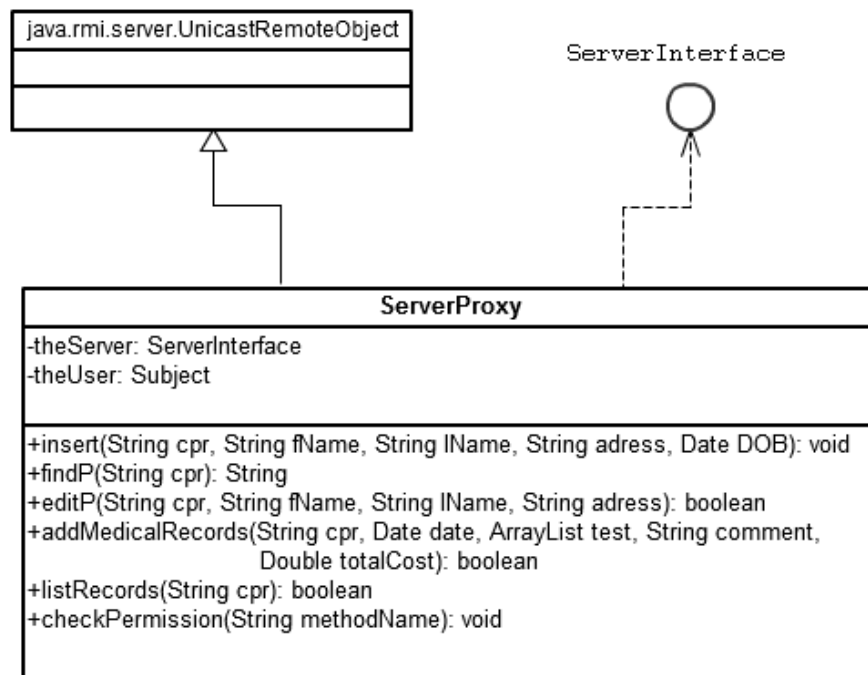 java.rmi.server.UnicastRemoteObject
ServerInterface
ServerProxy
-theServer: ServerInterface
-theUser: Subject
+insert(String cpr, String fName, String lName, String adress, Date DOB): void
+findP(String cpr): String
+editP(String cpr, String fName, String lName, String adress): boolean
+addMedicalRecords(String cpr, Date date, ArrayList test, String comment,
Double totalCost): boolean
+listRecords(String cpr): boolean
+checkPermission(String methodName): void